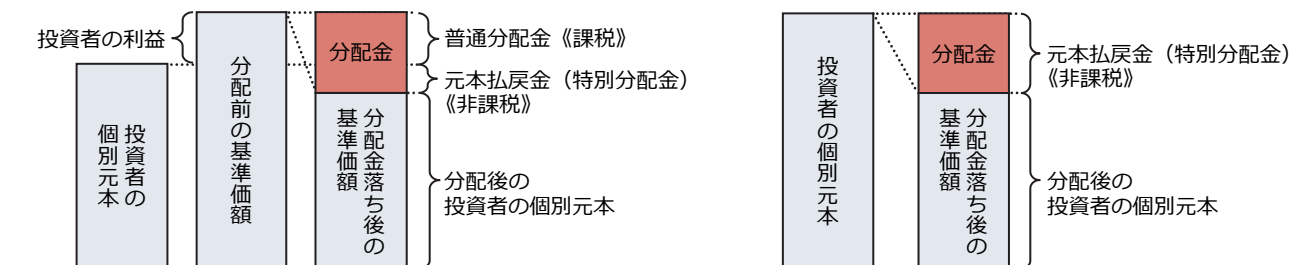 投資者の利益
投資者の
個別元本
分配前の基準価額
分配金
分配金落ち後の
基準価額
普通分配金《課税》
元本払戻金（特別分配金）
《非課税》
分配後の
投資者の個別元本
投資者の個別元本
分配金
分配金落ち後の
基準価額
元本払戻金（特別分配金）
《非課税》
分配後の
投資者の個別元本